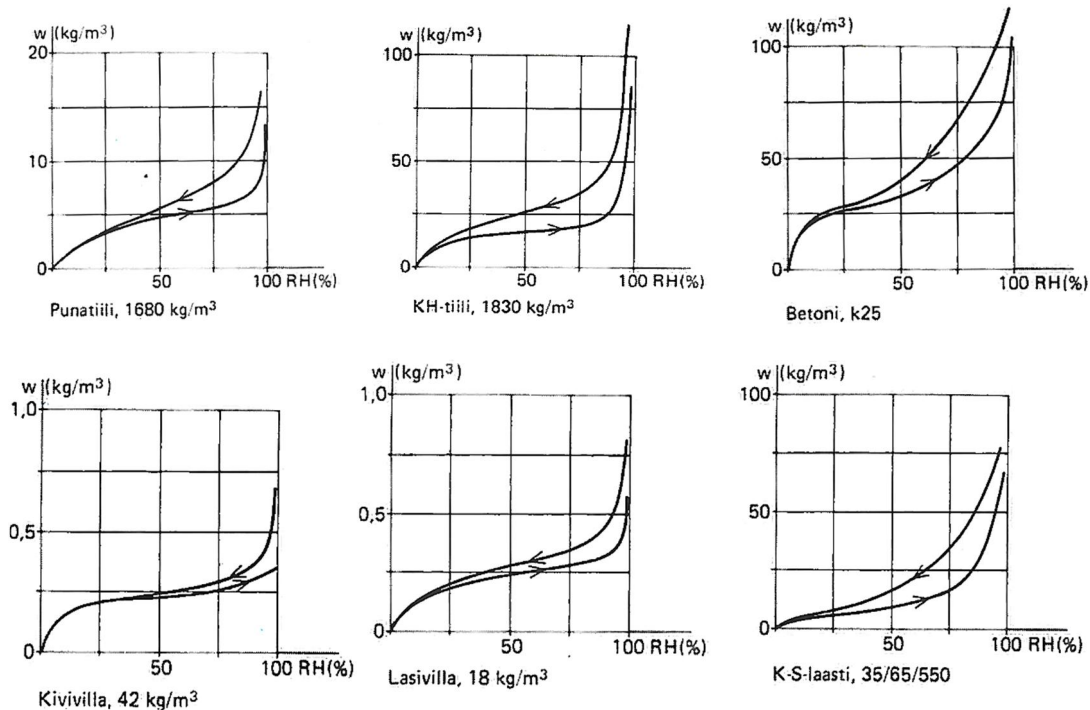 w (kg/m³)
20
10
0
50
100 RH(%)
Punatiili, 1680 kg/m³
w (kg/m³)
100
50
0
50
100 RH(%)
KH-tiili, 1830 kg/m³
w (kg/m³)
100
50
0
50
100 RH(%)
Betoni, k25
w (kg/m³)
1,0
0,5
0
50
100 RH(%)
Kivivilla, 42 kg/m³
w (kg/m³)
1,0
0,5
0
50
100 RH(%)
Lasivilla, 18 kg/m³
w (kg/m³)
100
50
0
50
100 RH(%)
K-S-laasti, 35/65/550